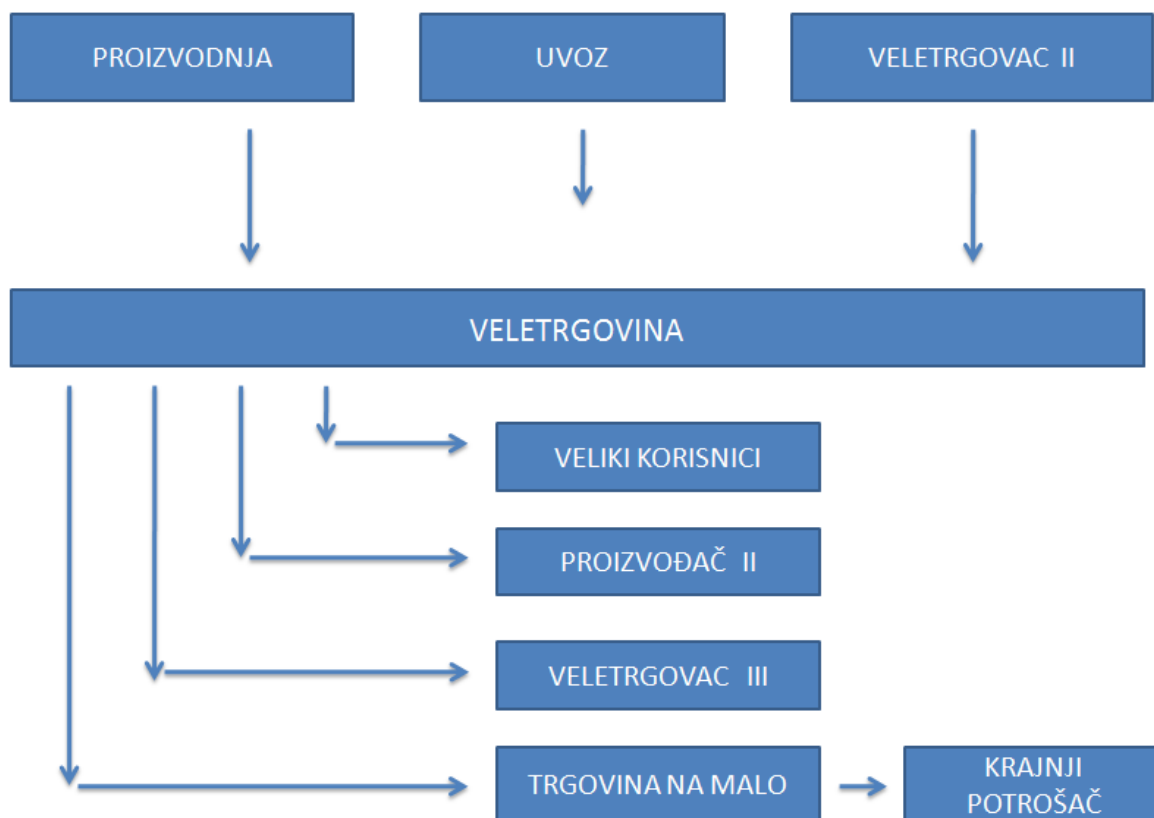 PROIZVODNJA
UVOZ
VELETRGOVAC II
VELETRGOVINA
VELIKI KORISNICI
PROIZVOĐAČ II
VELETRGOVAC III
TRGOVINA NA MALO
KRAJNJI
POTROŠAČ